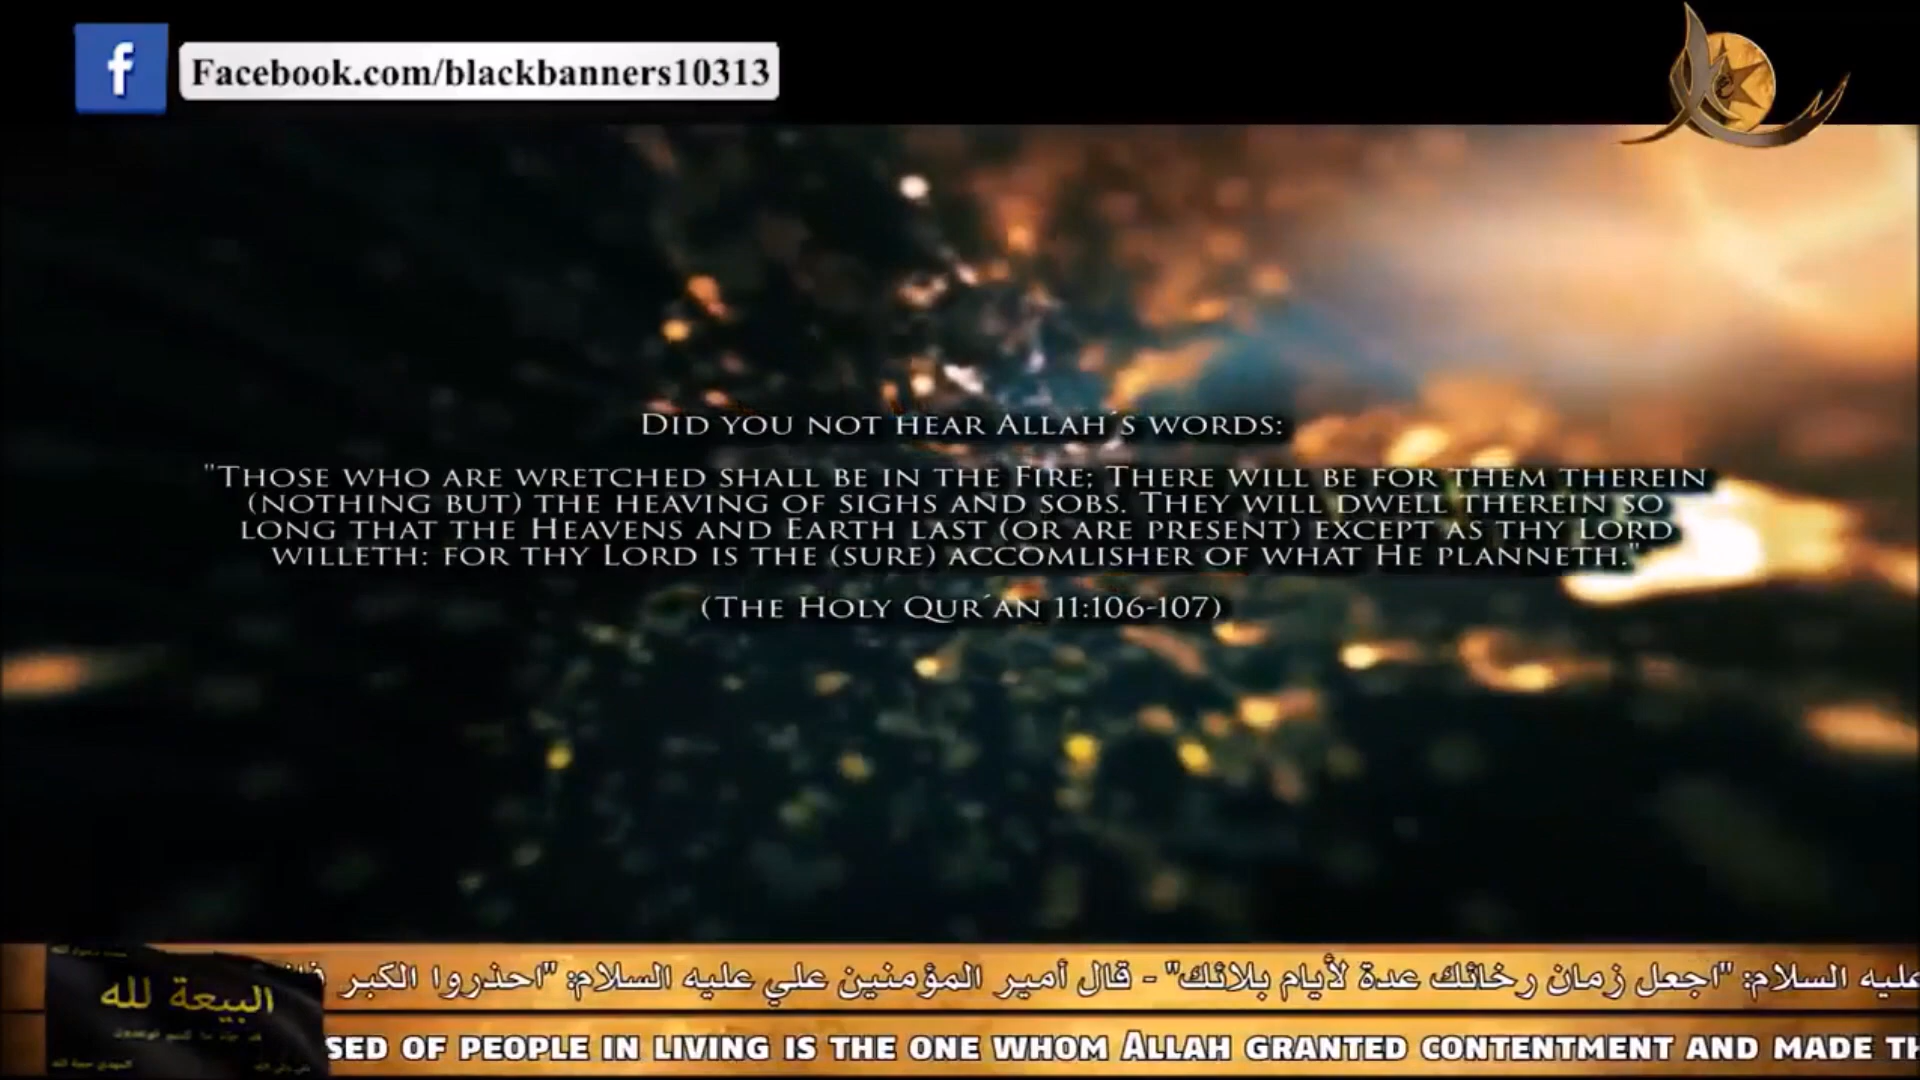 Facebook.com/blackbanners10313
DID YOU NOT HEAR ALLAH´S WORDS:
"THOSE WHO ARE WRETCHED SHALL BE IN THE FIRE; THERE WILL BE FOR THEM THEREIN
(NOTHING BUT) THE HEAVING OF SIGHS AND SOBS. THEY WILL DWELL THEREIN SO
LONG THAT THE HEAVENS AND EARTH LAST (OR ARE PRESENT) EXCEPT AS THY LORD
WILLETH: FOR THY LORD IS THE (SURE) ACCOMLISHER OF WHAT HE PLANNETH."
(THE HOLY QUR´AN 11:106-107)
عليه السلام: "اجعل زمان رخائك عدة لأيام بلائك" - قال أمير المؤمنين علي عليه السلام: "احذروا الكبر
البيعة لله
SED OF PEOPLE IN LIVING IS THE ONE WHOM ALLAH GRANTED CONTENTMENT AND MADE TH